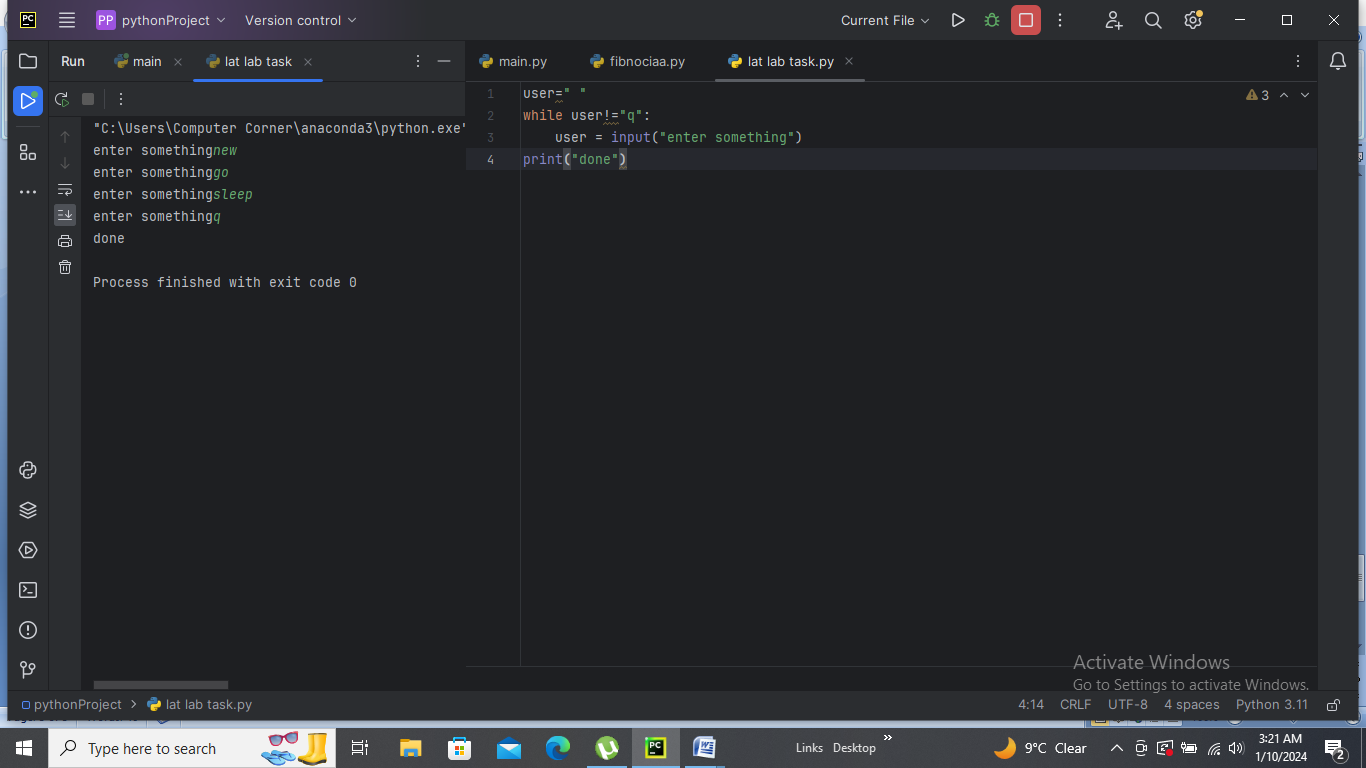 PC PP pythonProject Version control Current File
Run main lat lab task main.py fibnociaa.py lat lab task.py
"C:\Users\Computer Corner\anaconda3\python.exe"
enter somethingnew
enter somethinggo
enter somethingsleep
enter somethingq
done
Process finished with exit code 0
1 user=" "
2 while user!="q":
3 user = input("enter something")
4 print("done")
3
Activate Windows
Go to Settings to activate Windows.
pythonProject > lat lab task.py 4:14 CRLF UTF-8 4 spaces Python 3.11
Type here to search PC W Links Desktop » 9°C Clear 3:21 AM
1/10/2024 2